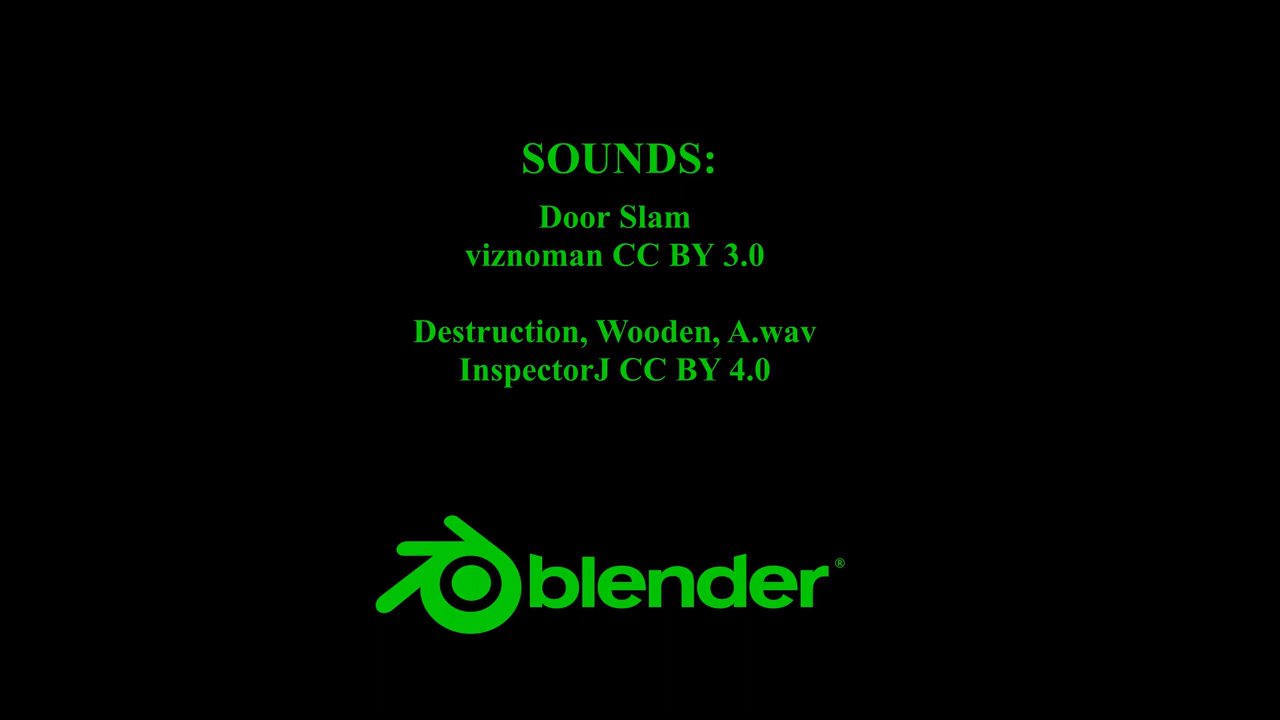 SOUNDS:
Door Slam
viznoman CC BY 3.0
Destruction, Wooden, A.wav
InspectorJ CC BY 4.0
blender®